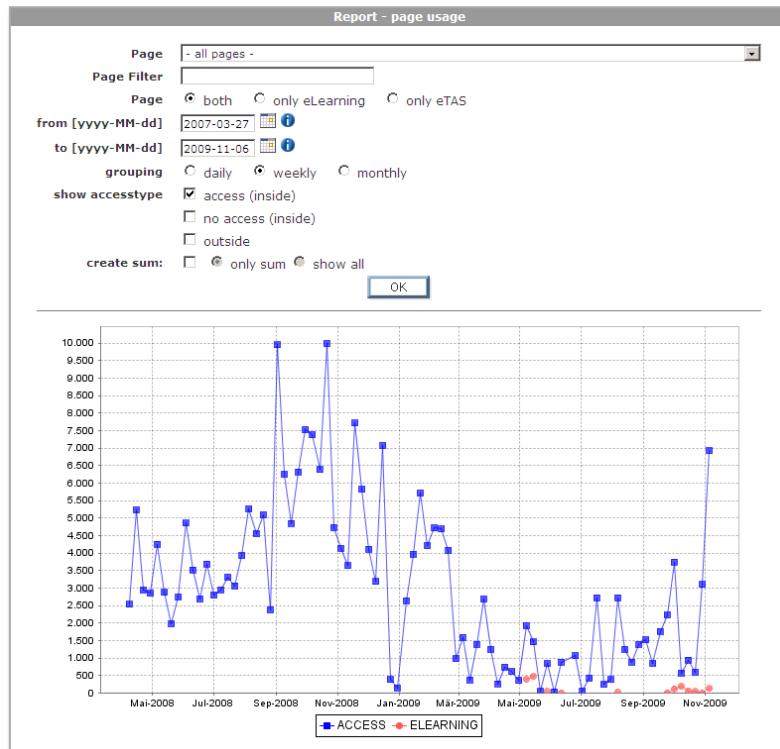 Report - page usage
Page - all pages -
Page Filter
Page both only eLearning only eTAS
from [yyyy-MM-dd] 2007-03-27
to [yyyy-MM-dd] 2009-11-06
grouping daily weekly monthly
show accesstype access (inside)
no access (inside)
outside
create sum: only sum show all
OK
10.000
9.500
9.000
8.500
8.000
7.500
7.000
6.500
6.000
5.500
5.000
4.500
4.000
3.500
3.000
2.500
2.000
1.500
1.000
500
0
Mai-2008 Jul-2008 Sep-2008 Nov-2008 Jan-2009 Mär-2009 Mai-2009 Jul-2009 Sep-2009 Nov-2009
ACCESS ELEARNING